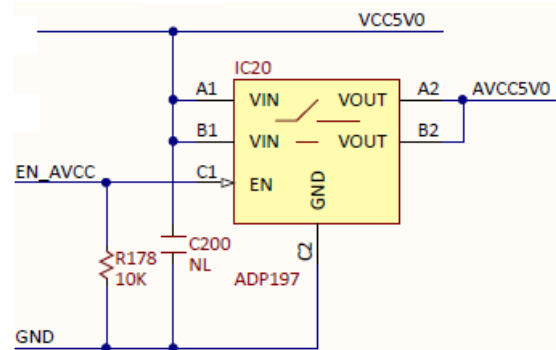 VCC5V0
IC20
A1 VIN VOUT A2 AVCC5V0
B1 VIN VOUT B2
EN_AVCC C1 EN
GND
C2
R178
10K
C200
NL
ADP197
GND